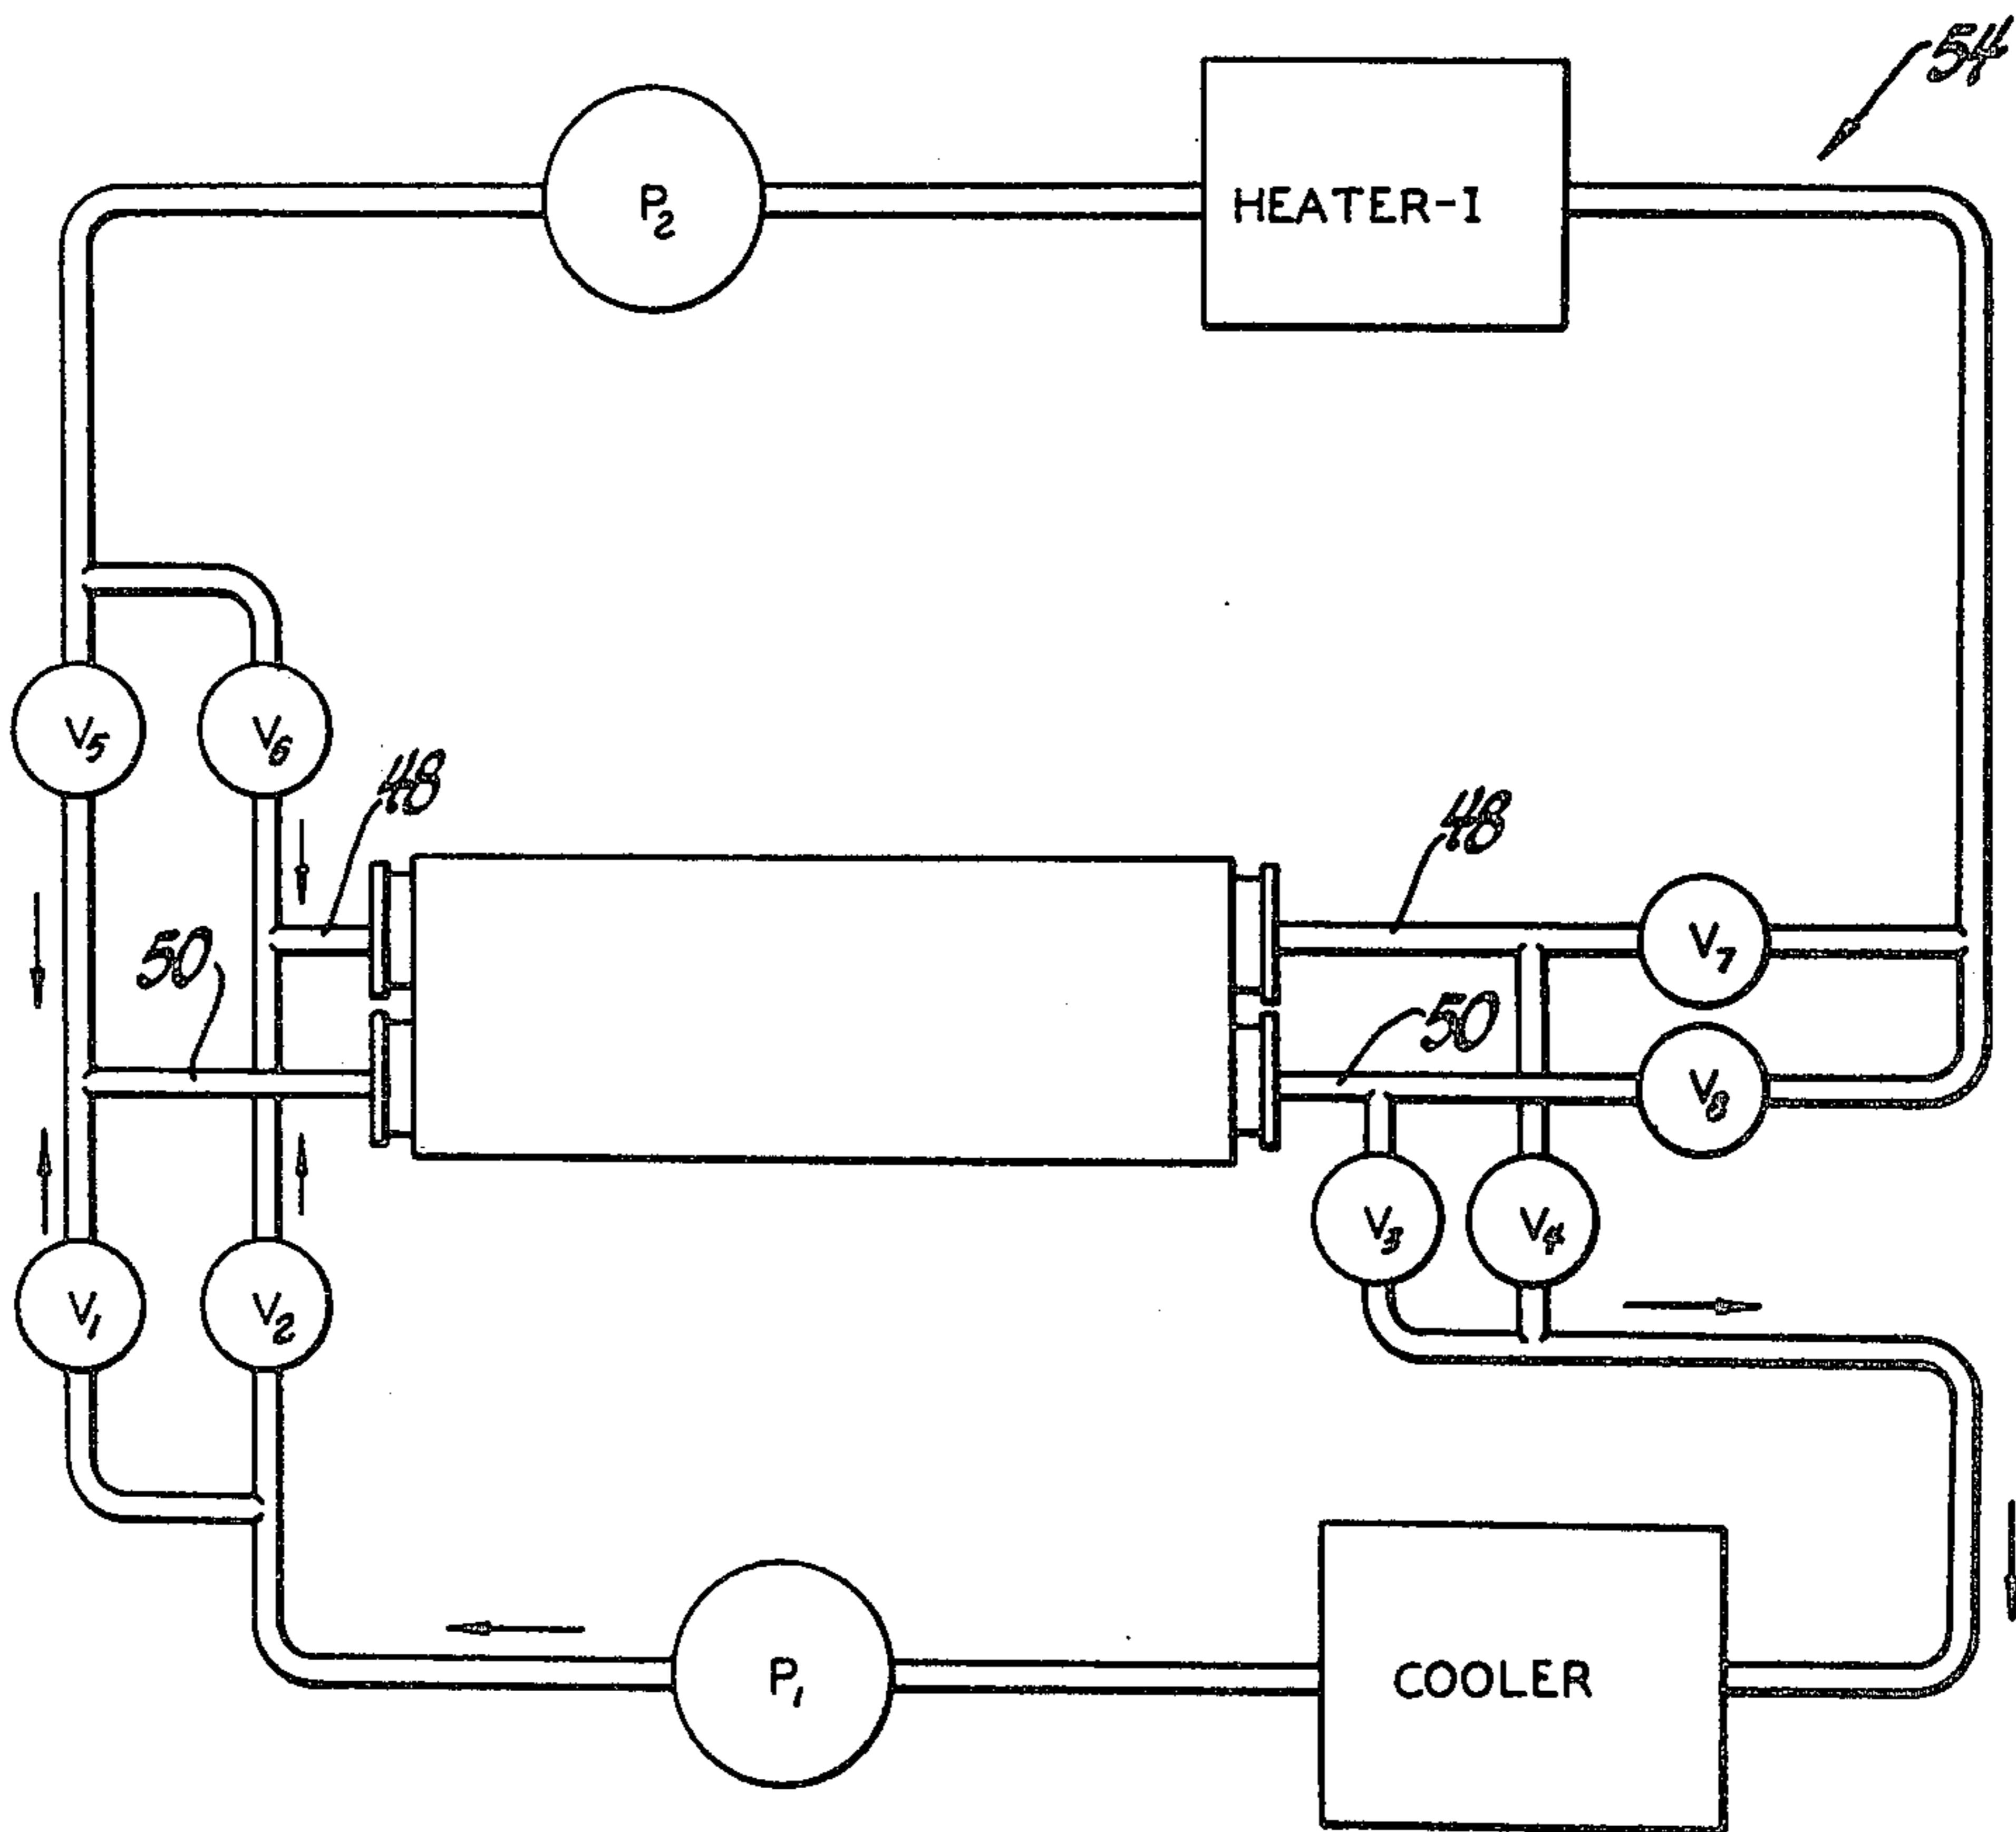 54
P₂
HEATER-I
V₅
V₆
48
48
50
V₇
50
V₈
V₃
V₄
V₁
V₂
P₁
COOLER